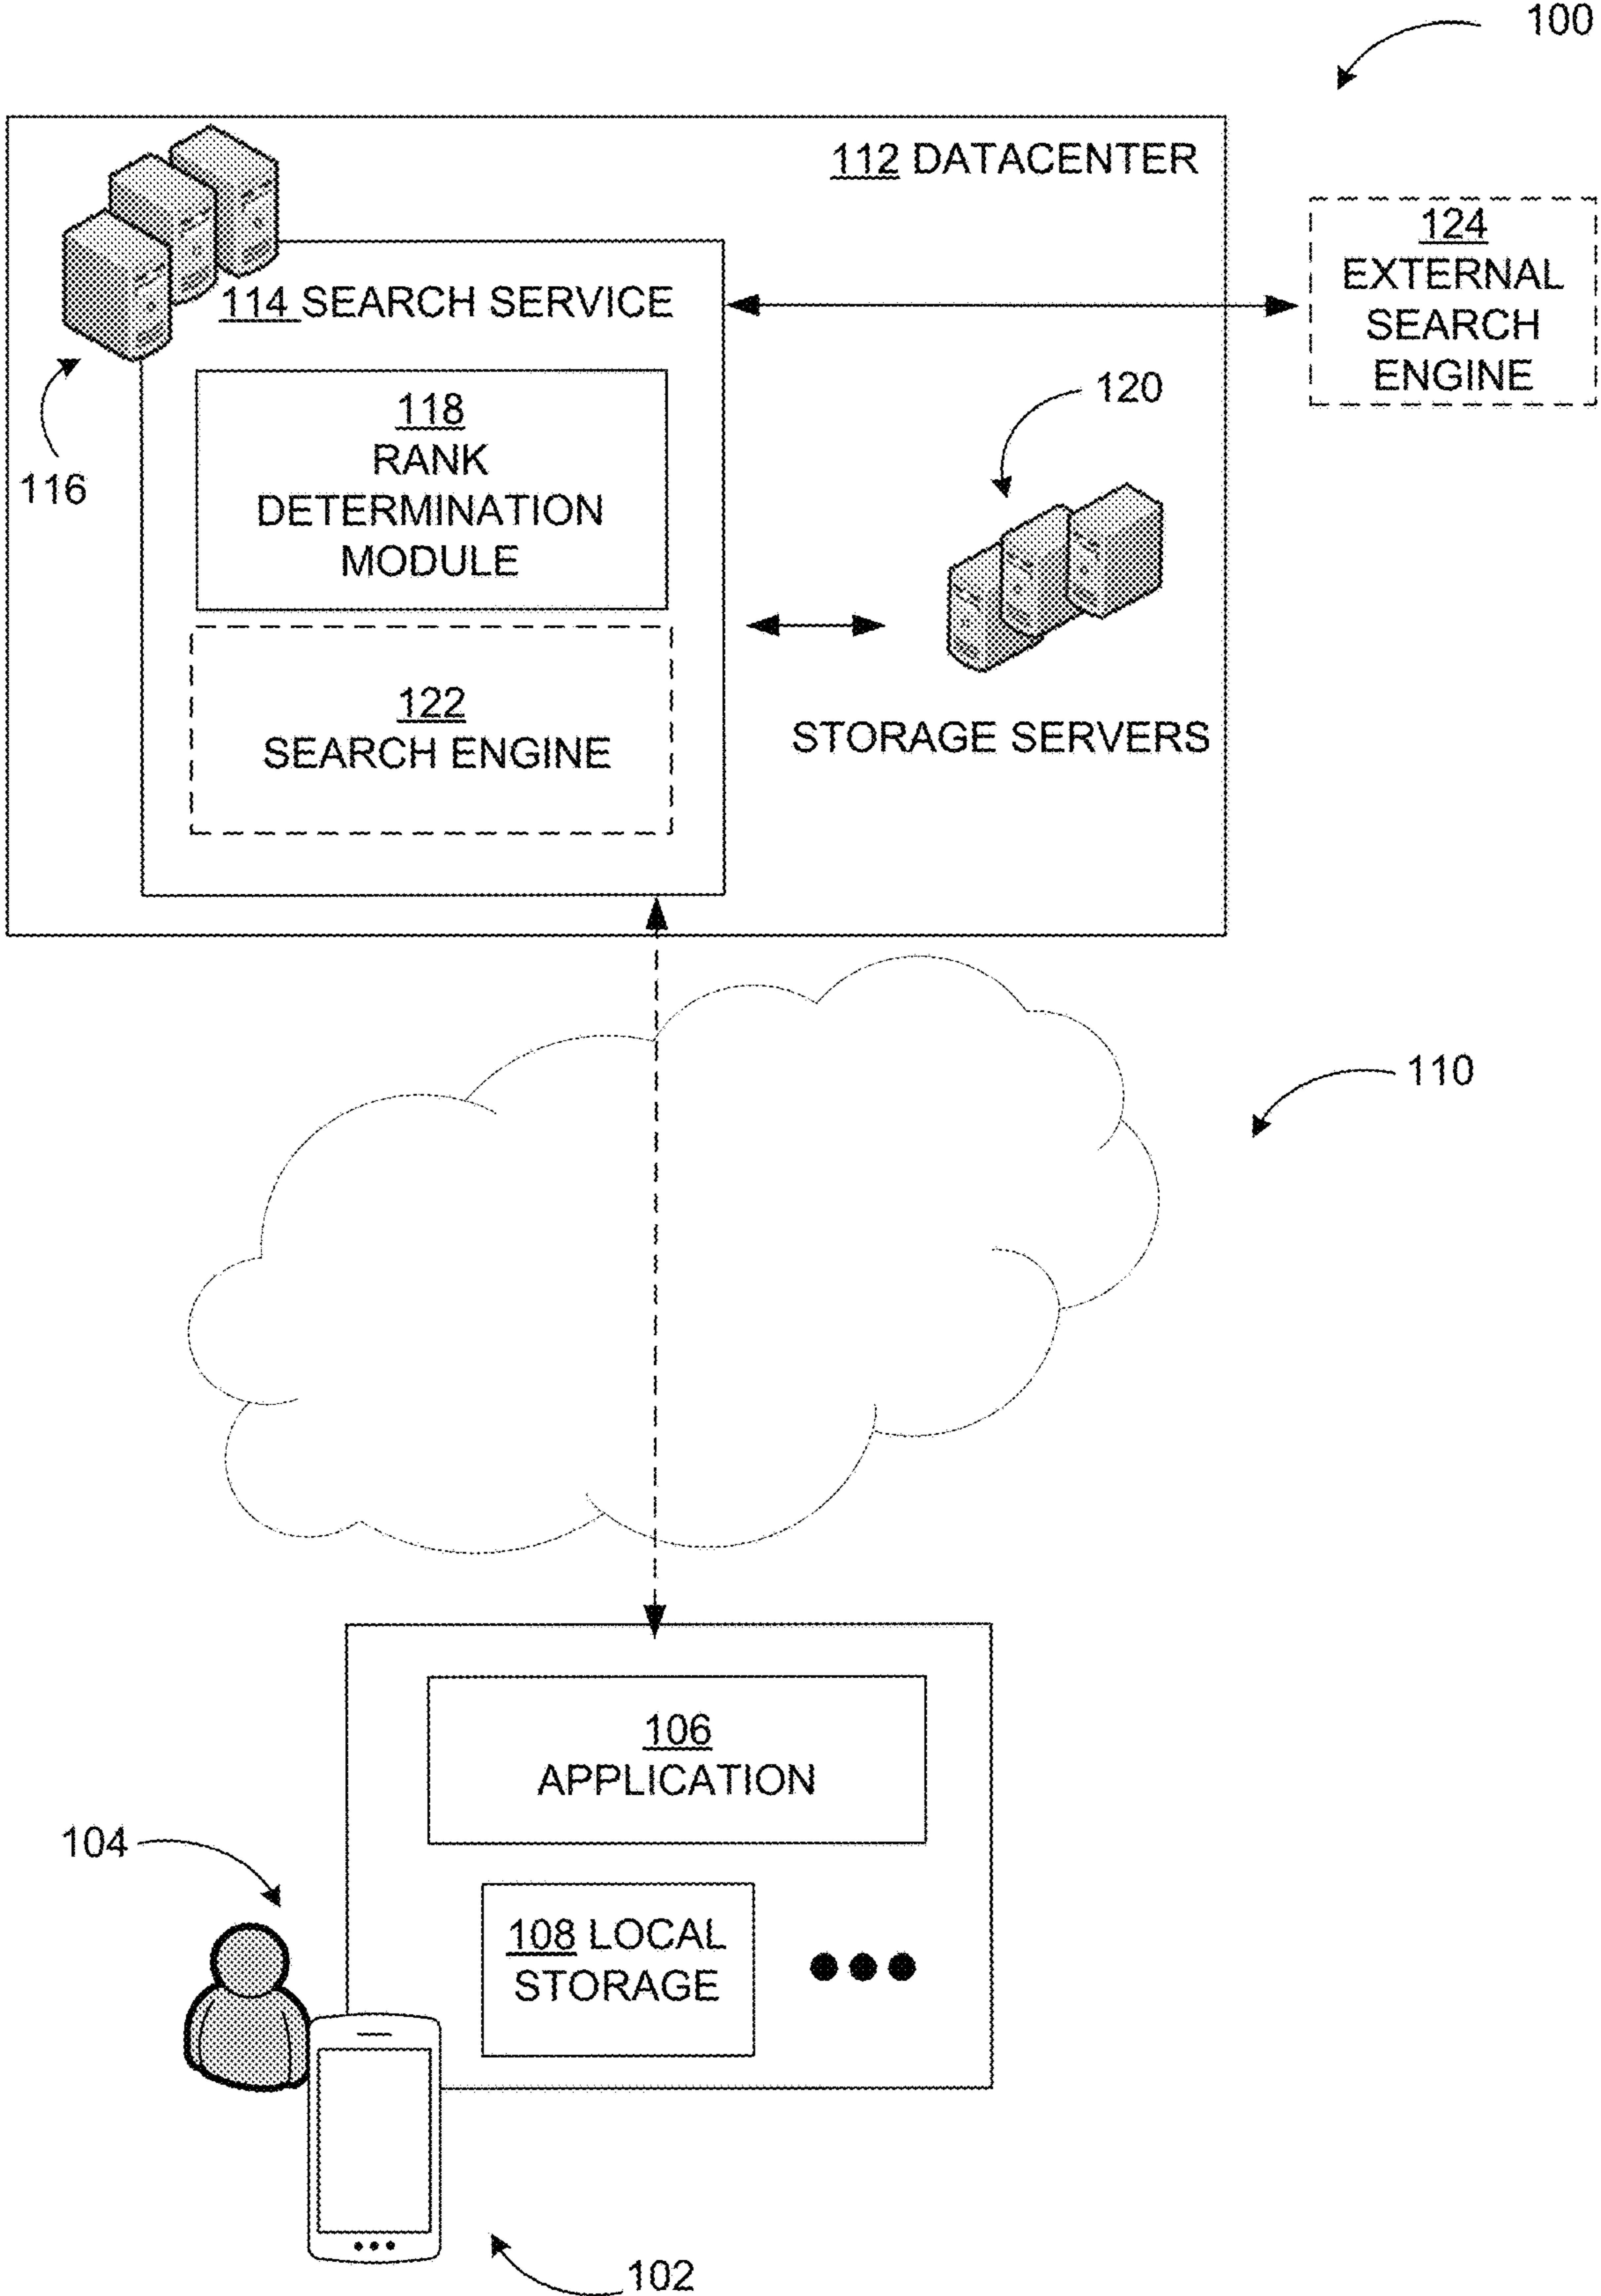 100
112 DATACENTER
124
EXTERNAL
SEARCH
ENGINE
114 SEARCH SERVICE
116
118
RANK
DETERMINATION
MODULE
120
122
SEARCH ENGINE
STORAGE SERVERS
110
106
APPLICATION
104
108 LOCAL
STORAGE
102